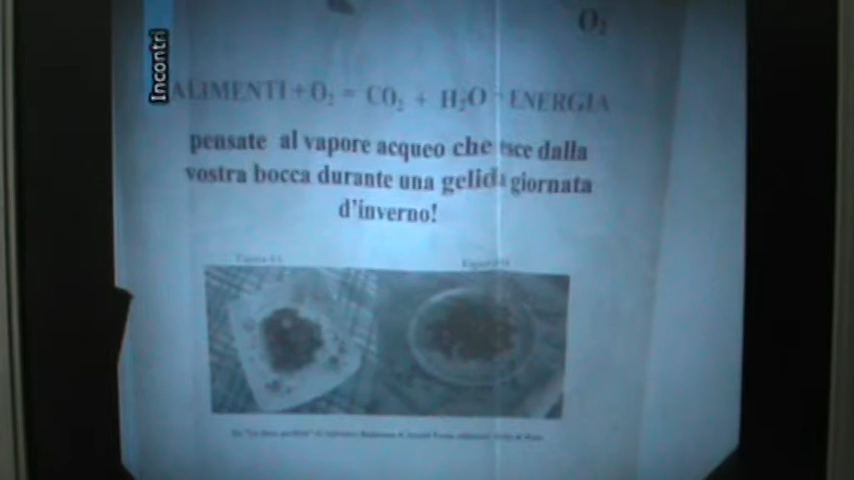 O₂
Incontri
ALIMENTI + O₂ = CO₂ + H₂O + ENERGIA
pensate al vapore acqueo che esce dalla
vostra bocca durante una gelida giornata
d'inverno!